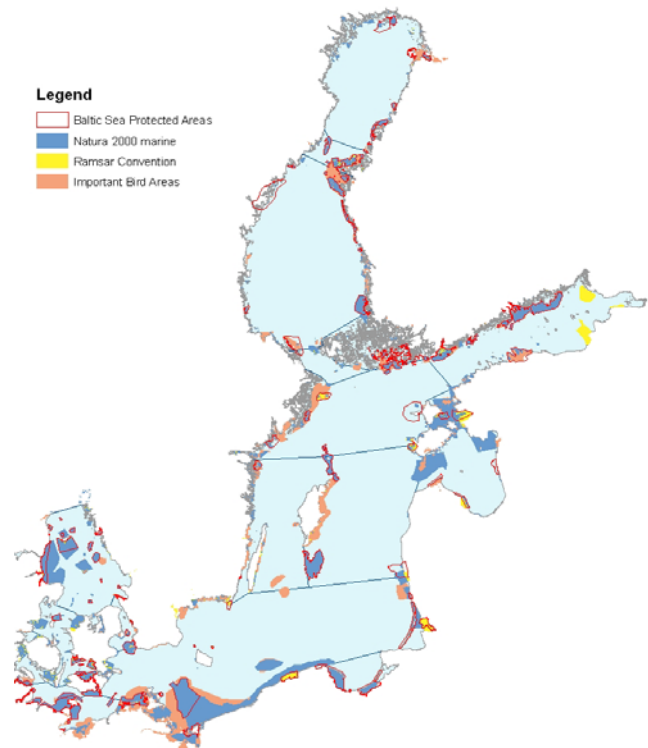 Legend
Baltic Sea Protected Areas
Natura 2000 marine
Ramsar Convention
Important Bird Areas